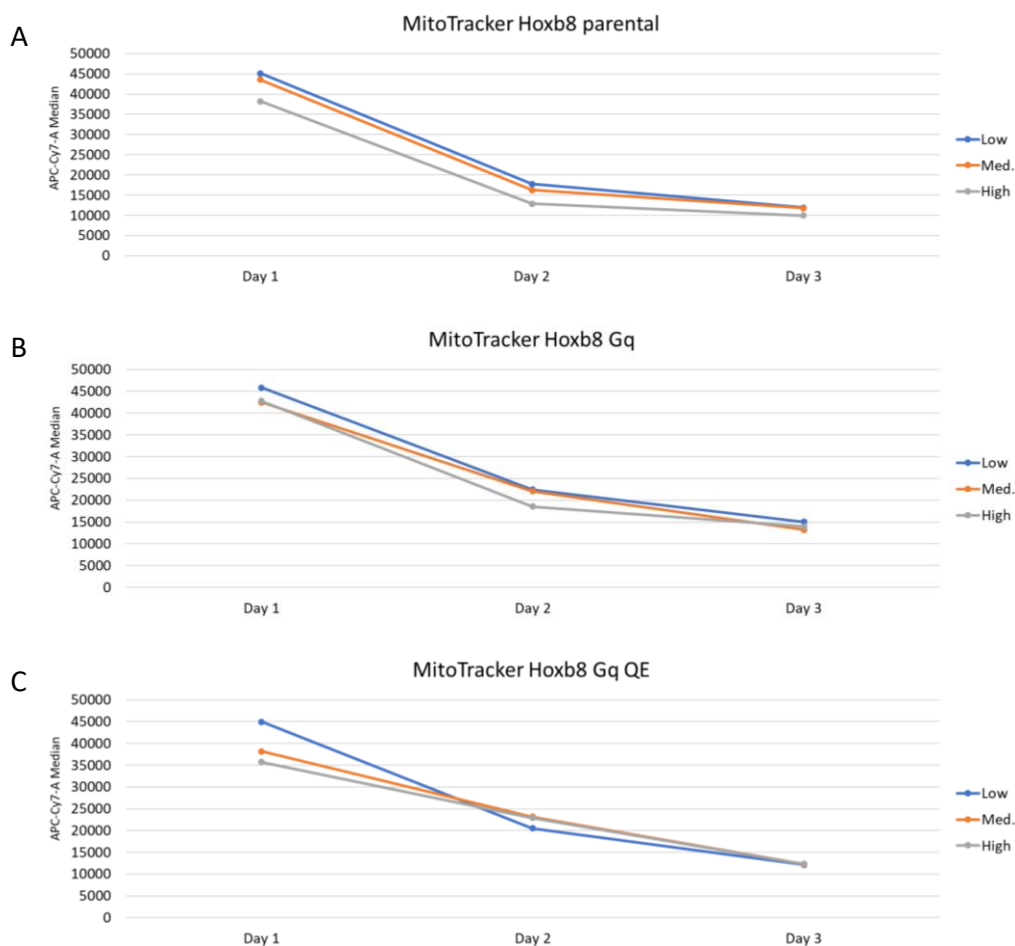 A
MitoTracker Hoxb8 parental
50000
45000
40000
35000
30000
25000
20000
15000
10000
5000
0
APC-Cy7-A Median
Day 1 Day 2 Day 3
Low
Med.
High
B
MitoTracker Hoxb8 Gq
50000
45000
40000
35000
30000
25000
20000
15000
10000
5000
0
APC-Cy7-A Median
Day 1 Day 2 Day 3
Low
Med.
High
C
MitoTracker Hoxb8 Gq QE
50000
45000
40000
35000
30000
25000
20000
15000
10000
5000
0
APC-Cy7-A Median
Day 1 Day 2 Day 3
Low
Med.
High